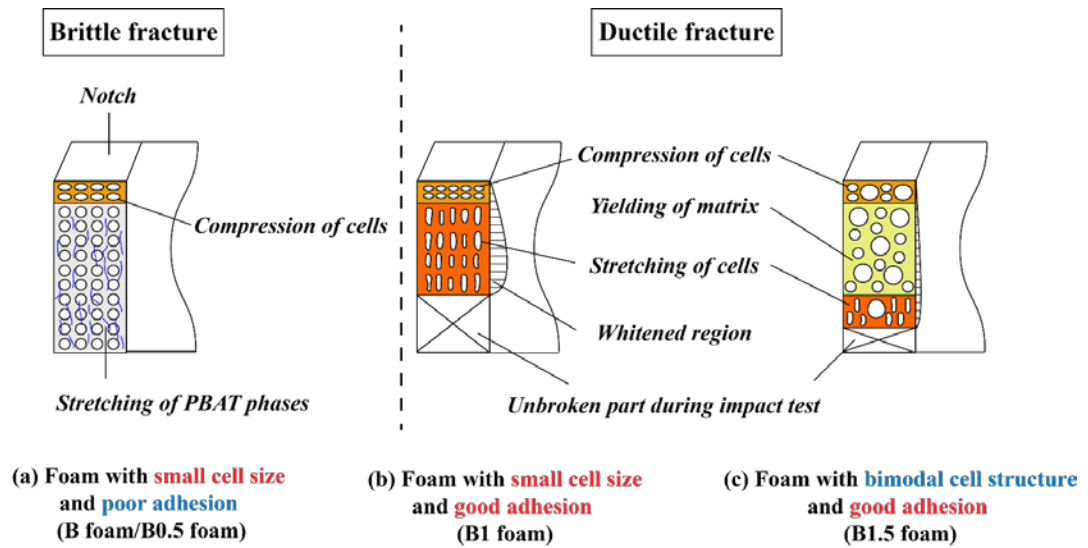 Brittle fracture
Ductile fracture
Notch
Compression of cells
Stretching of PBAT phases
Compression of cells
Yielding of matrix
Stretching of cells
Whitened region
Unbroken part during impact test
(a) Foam with small cell size
and poor adhesion
(B foam/B0.5 foam)
(b) Foam with small cell size
and good adhesion
(B1 foam)
(c) Foam with bimodal cell structure
and good adhesion
(B1.5 foam)